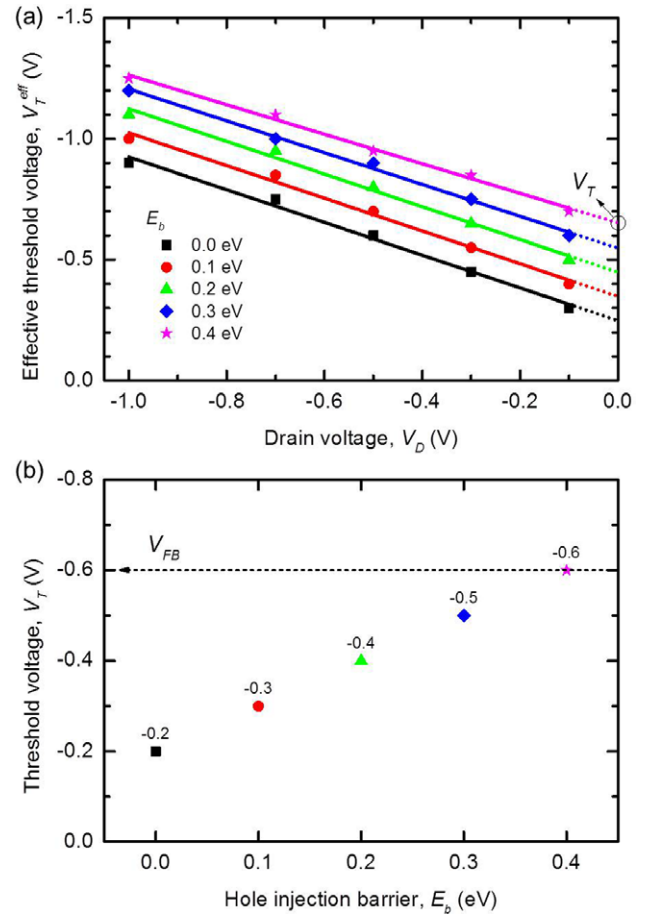 (a)
Effective threshold voltage, V_T^eff (V)
-1.5
-1.0
-0.5
0.0
V_T
E_b
0.0 eV
0.1 eV
0.2 eV
0.3 eV
0.4 eV
-1.0 -0.8 -0.6 -0.4 -0.2 0.0
Drain voltage, V_D (V)
(b)
Threshold voltage, V_T (V)
-0.8
-0.6
-0.4
-0.2
0.0
V_FB
-0.6
-0.5
-0.4
-0.3
-0.2
0.0 0.1 0.2 0.3 0.4
Hole injection barrier, E_b (eV)